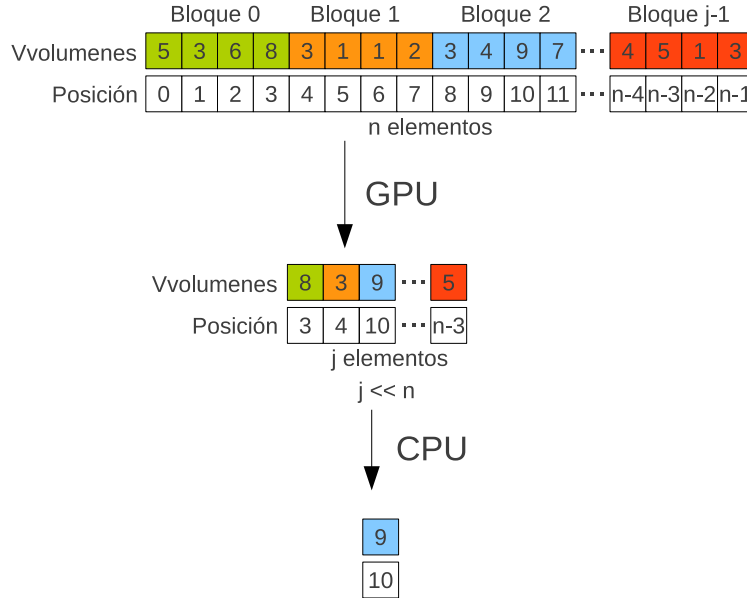 Bloque 0 Bloque 1 Bloque 2 Bloque j-1
Vvolumenes 5 3 6 8 3 1 1 2 3 4 9 7 ... 4 5 1 3
Posición 0 1 2 3 4 5 6 7 8 9 10 11 ... n-4 n-3 n-2 n-1
n elementos
GPU
Vvolumenes 8 3 9 ... 5
Posición 3 4 10 ... n-3
j elementos
j << n
CPU
9
10